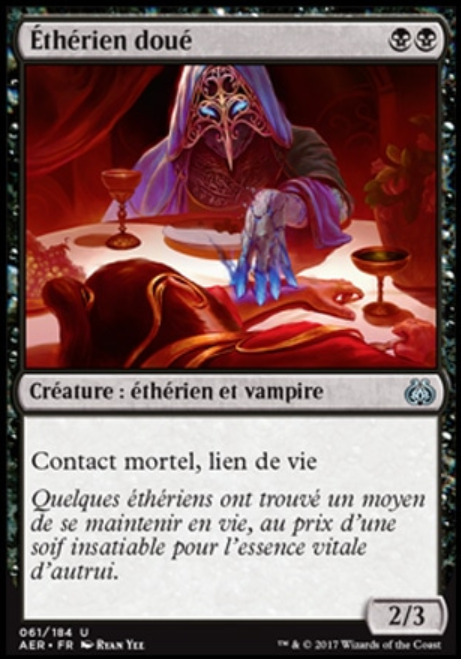 Éthérien doué
Créature : éthérien et vampire
Contact mortel, lien de vie
Quelques éthériens ont trouvé un moyen
de se maintenir en vie, au prix d'une
soif insatiable pour l'essence vitale
d'autrui.
2/3
061/184 U
AER • FR Ryan Yee
™ & © 2017 Wizards of the Coast